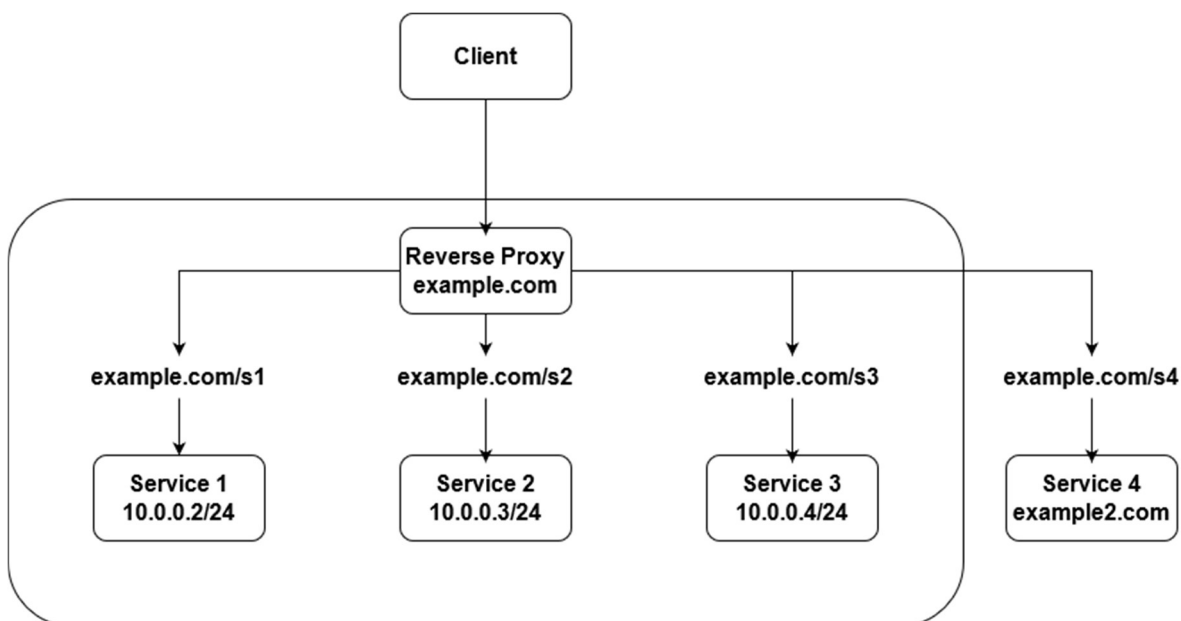 Client
Reverse Proxy
example.com
example.com/s1
example.com/s2
example.com/s3
example.com/s4
Service 1
10.0.0.2/24
Service 2
10.0.0.3/24
Service 3
10.0.0.4/24
Service 4
example2.com